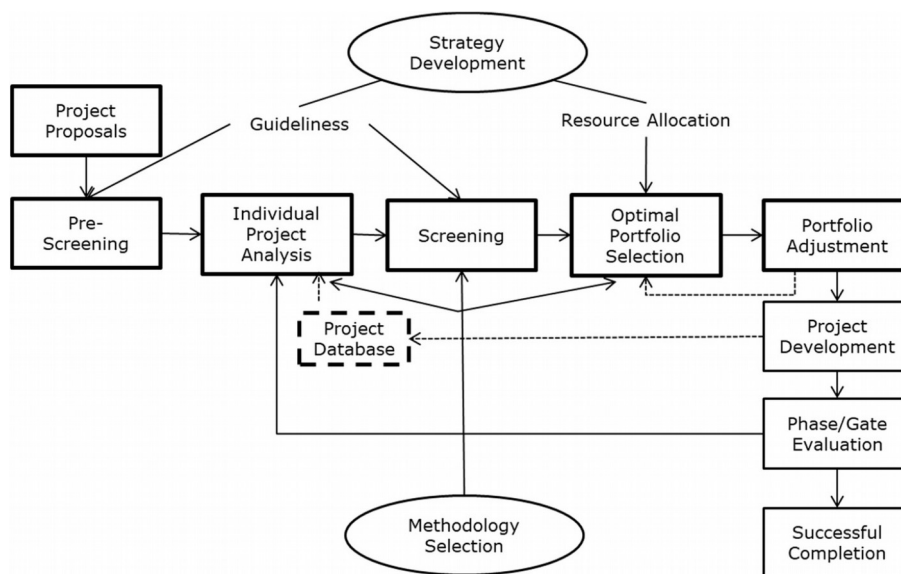 Strategy
Development
Project
Proposals
Guideliness
Resource Allocation
Pre-
Screening
Individual
Project
Analysis
Screening
Optimal
Portfolio
Selection
Portfolio
Adjustment
Project
Database
Project
Development
Phase/Gate
Evaluation
Methodology
Selection
Successful
Completion